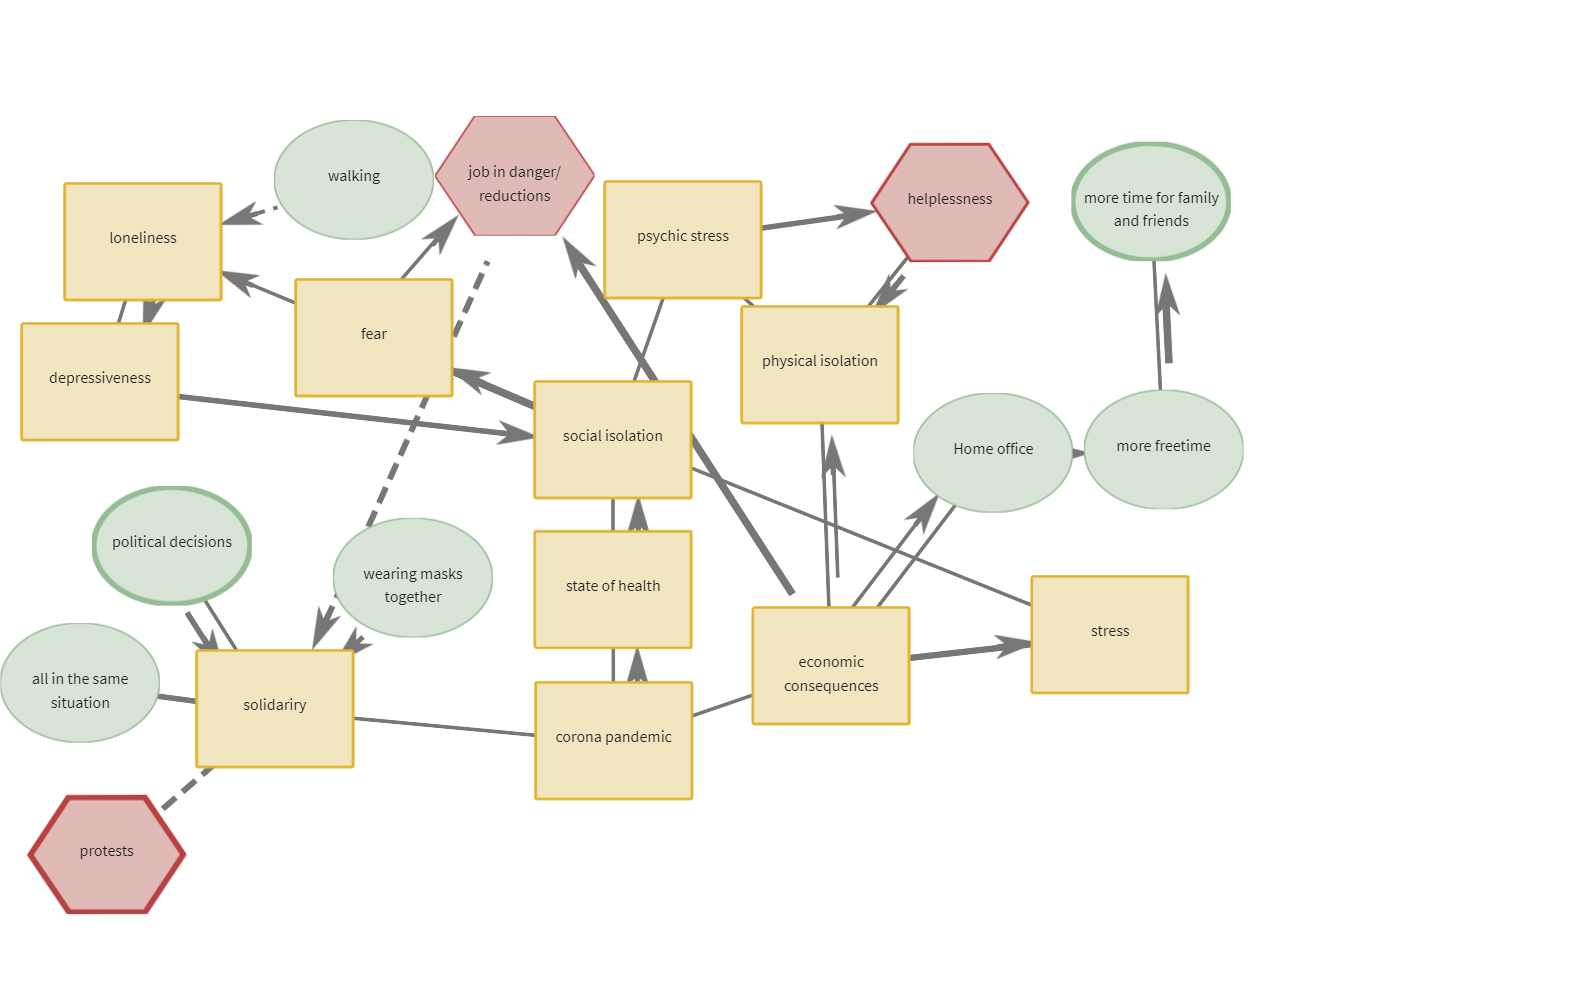 walking
job in danger/
reductions
helplessness
more time for family
and friends
loneliness
psychic stress
fear
physical isolation
depressiveness
social isolation
Home office
more freetime
political decisions
wearing masks
together
state of health
stress
all in the same
situation
solidariry
economic
consequences
corona pandemic
protests